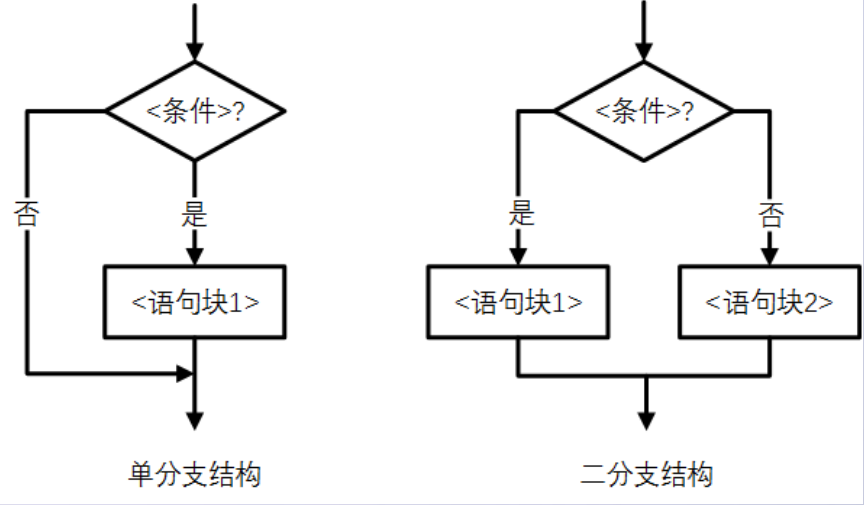 <条件>?
否
是
<语句块1>
单分支结构
<条件>?
是
否
<语句块1>
<语句块2>
二分支结构